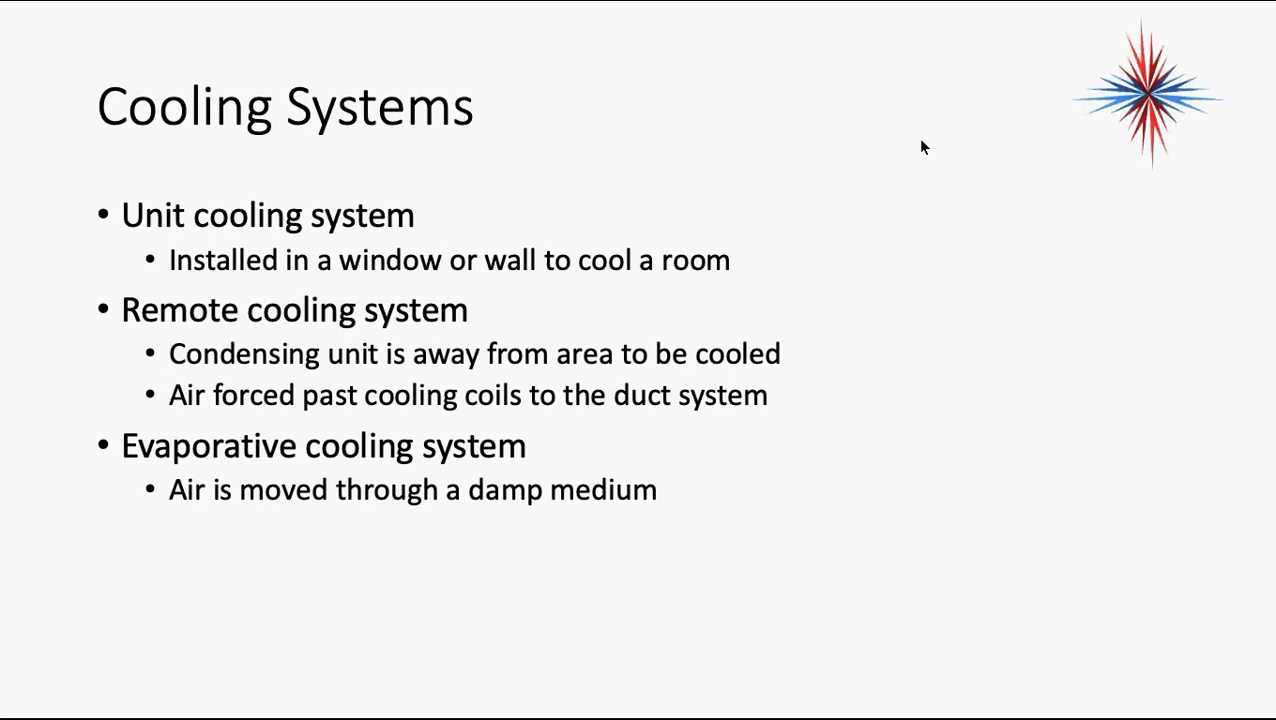 Cooling Systems
• Unit cooling system
• Installed in a window or wall to cool a room
• Remote cooling system
• Condensing unit is away from area to be cooled
• Air forced past cooling coils to the duct system
• Evaporative cooling system
• Air is moved through a damp medium